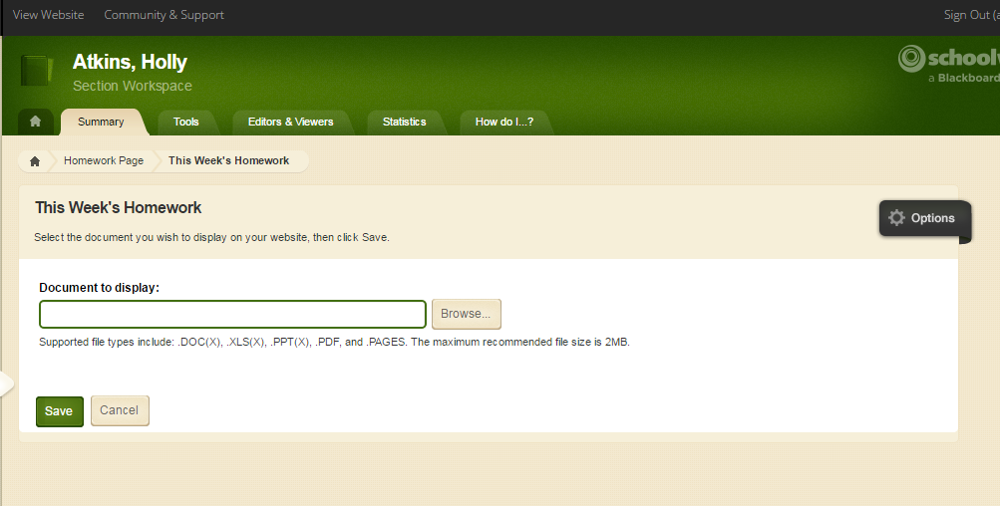 View Website Community & Support Sign Out (a
Atkins, Holly
Section Workspace
schoolw
a Blackboard
Summary Tools Editors & Viewers Statistics How do I...?
Homework Page This Week's Homework
This Week's Homework
Options
Select the document you wish to display on your website, then click Save.
Document to display:
Browse...
Supported file types include: .DOC(X), .XLS(X), .PPT(X), .PDF, and .PAGES. The maximum recommended file size is 2MB.
Save Cancel